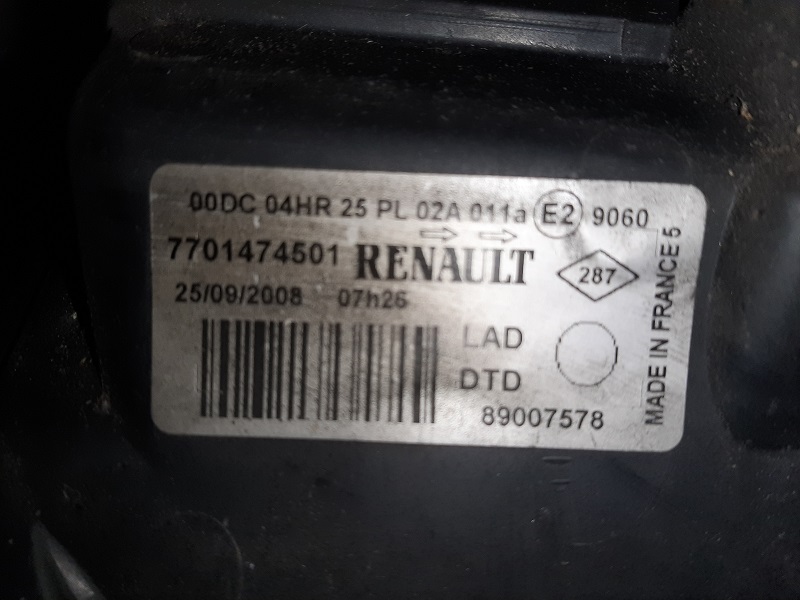 00DC 04HR 25 PL 02A 011a E2 9060
7701474501 RENAULT 287
25/09/2008 07h26
LAD
DTD
89007578
MADE IN FRANCE 5